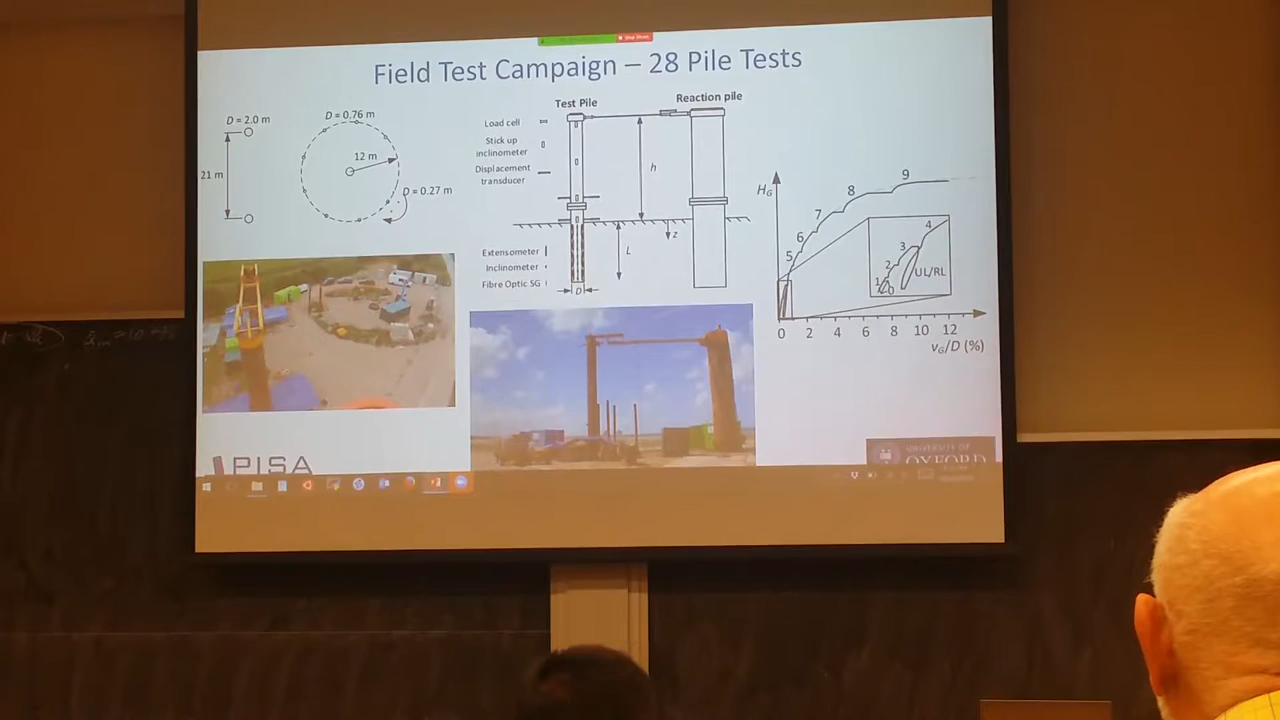 Field Test Campaign – 28 Pile Tests
D = 2.0 m
21 m
D = 0.76 m
12 m
D = 0.27 m
Test Pile
Reaction pile
Load cell
Stick up
inclinometer
Displacement
transducer
h
z
L
Extensometer
Inclinometer
Fibre Optic SG
D
H_G
5
6
7
8
9
1
2
3
4
UL/RL
0 2 4 6 8 10 12
v_G/D (%)
PISA
UNIVERSITY OF
OXFORD